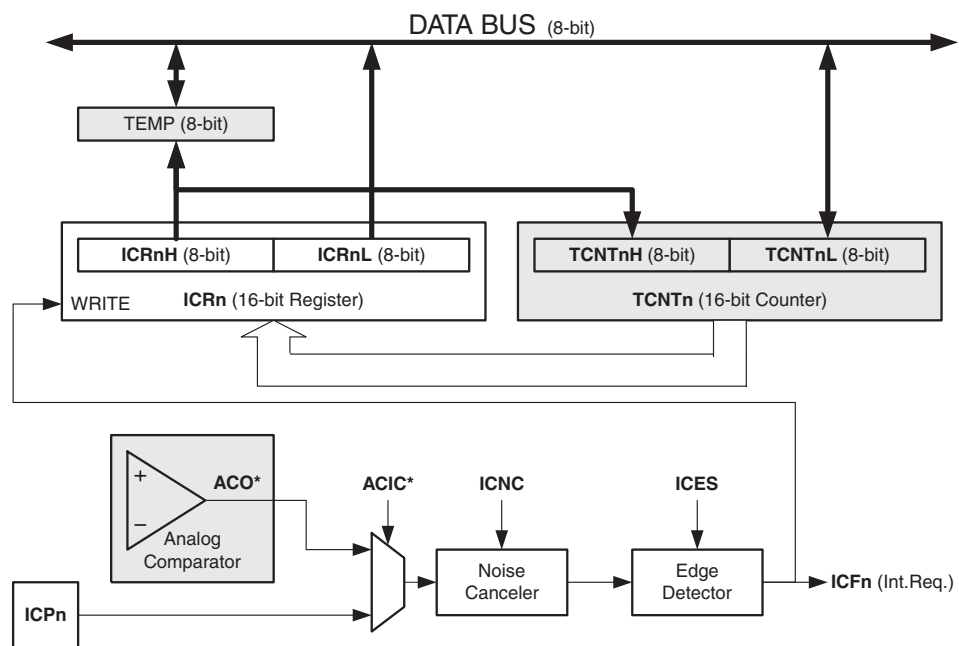 DATA BUS (8-bit)
TEMP (8-bit)
ICRnH (8-bit) ICRnL (8-bit)
TCNTnH (8-bit) TCNTnL (8-bit)
WRITE
ICRn (16-bit Register)
TCNTn (16-bit Counter)
+
ACO*
ACIC*
ICNC
ICES
−
Analog
Comparator
Noise
Canceler
Edge
Detector
ICFn (Int.Req.)
ICPn